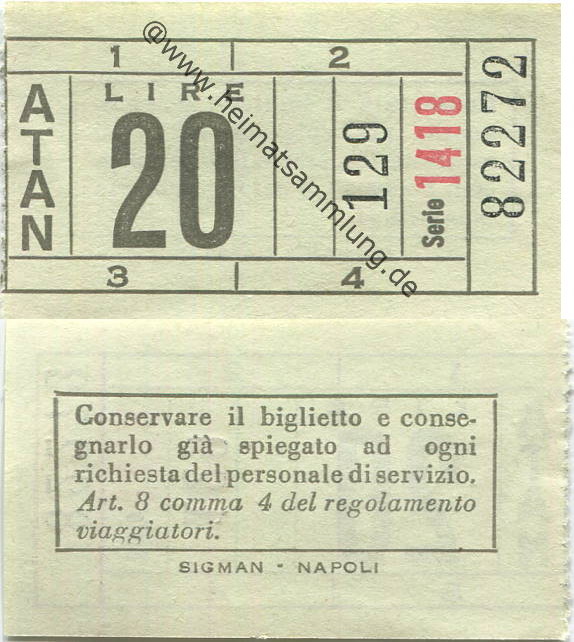 1 2
ATAN
LIRE
20
129
Serie 1418
82272
3 4
@www.heimatsammlung.de
Conservare il biglietto e conse-
gnarlo già spiegato ad ogni
richiesta del personale di servizio.
Art. 8 comma 4 del regolamento
viaggiatori.
SIGMAN - NAPOLI